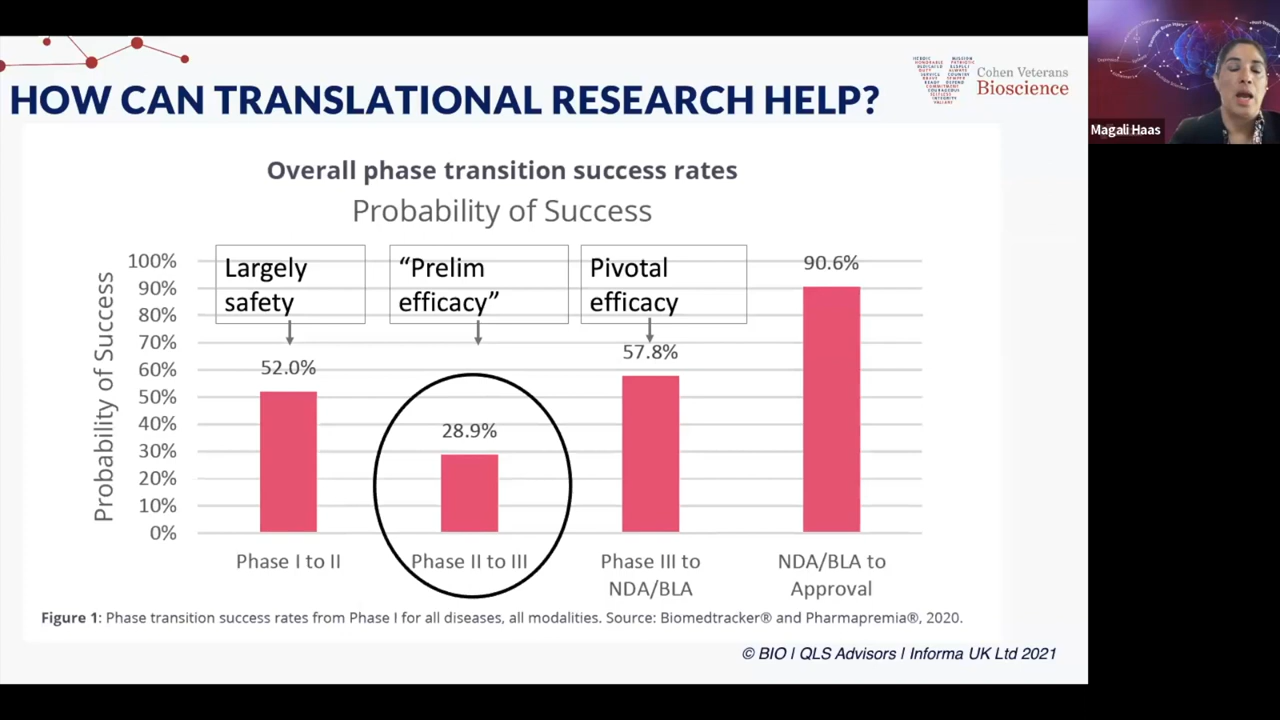 HOW CAN TRANSLATIONAL RESEARCH HELP?
Cohen Veterans
Bioscience
Magali Haas
Overall phase transition success rates
Probability of Success
Probability of Success
100%
90%
80%
70%
60%
50%
40%
30%
20%
10%
0%
Largely
safety
“Prelim
efficacy”
Pivotal
efficacy
52.0%
28.9%
57.8%
90.6%
Phase I to II
Phase II to III
Phase III to
NDA/BLA
NDA/BLA to
Approval
Figure 1: Phase transition success rates from Phase I for all diseases, all modalities. Source: Biomedtracker® and Pharmapremia®, 2020.
© BIO | QLS Advisors | Informa UK Ltd 2021